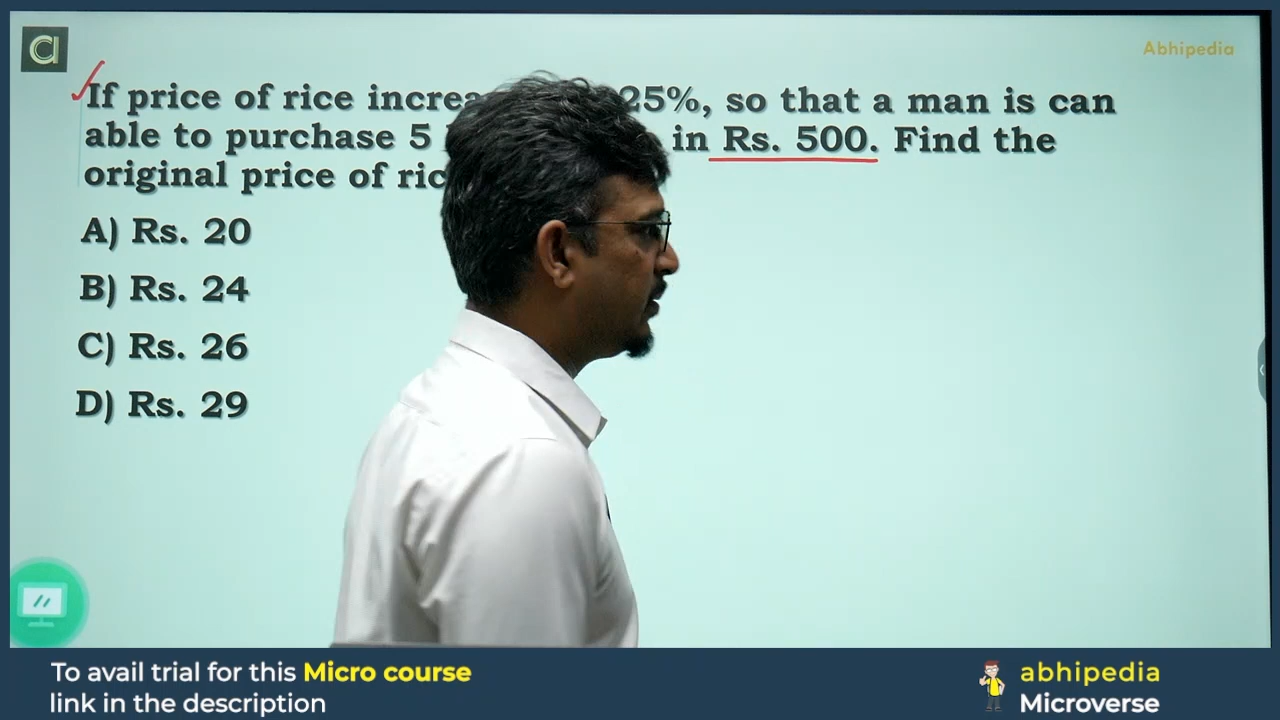 Abhipedia
If price of rice 25%, so that a man is can
able to purchase 5 in Rs. 500. Find the
original price of
A) Rs. 20
B) Rs. 24
C) Rs. 26
D) Rs. 29
To avail trial for this Micro course
link in the description
abhipedia
Microverse